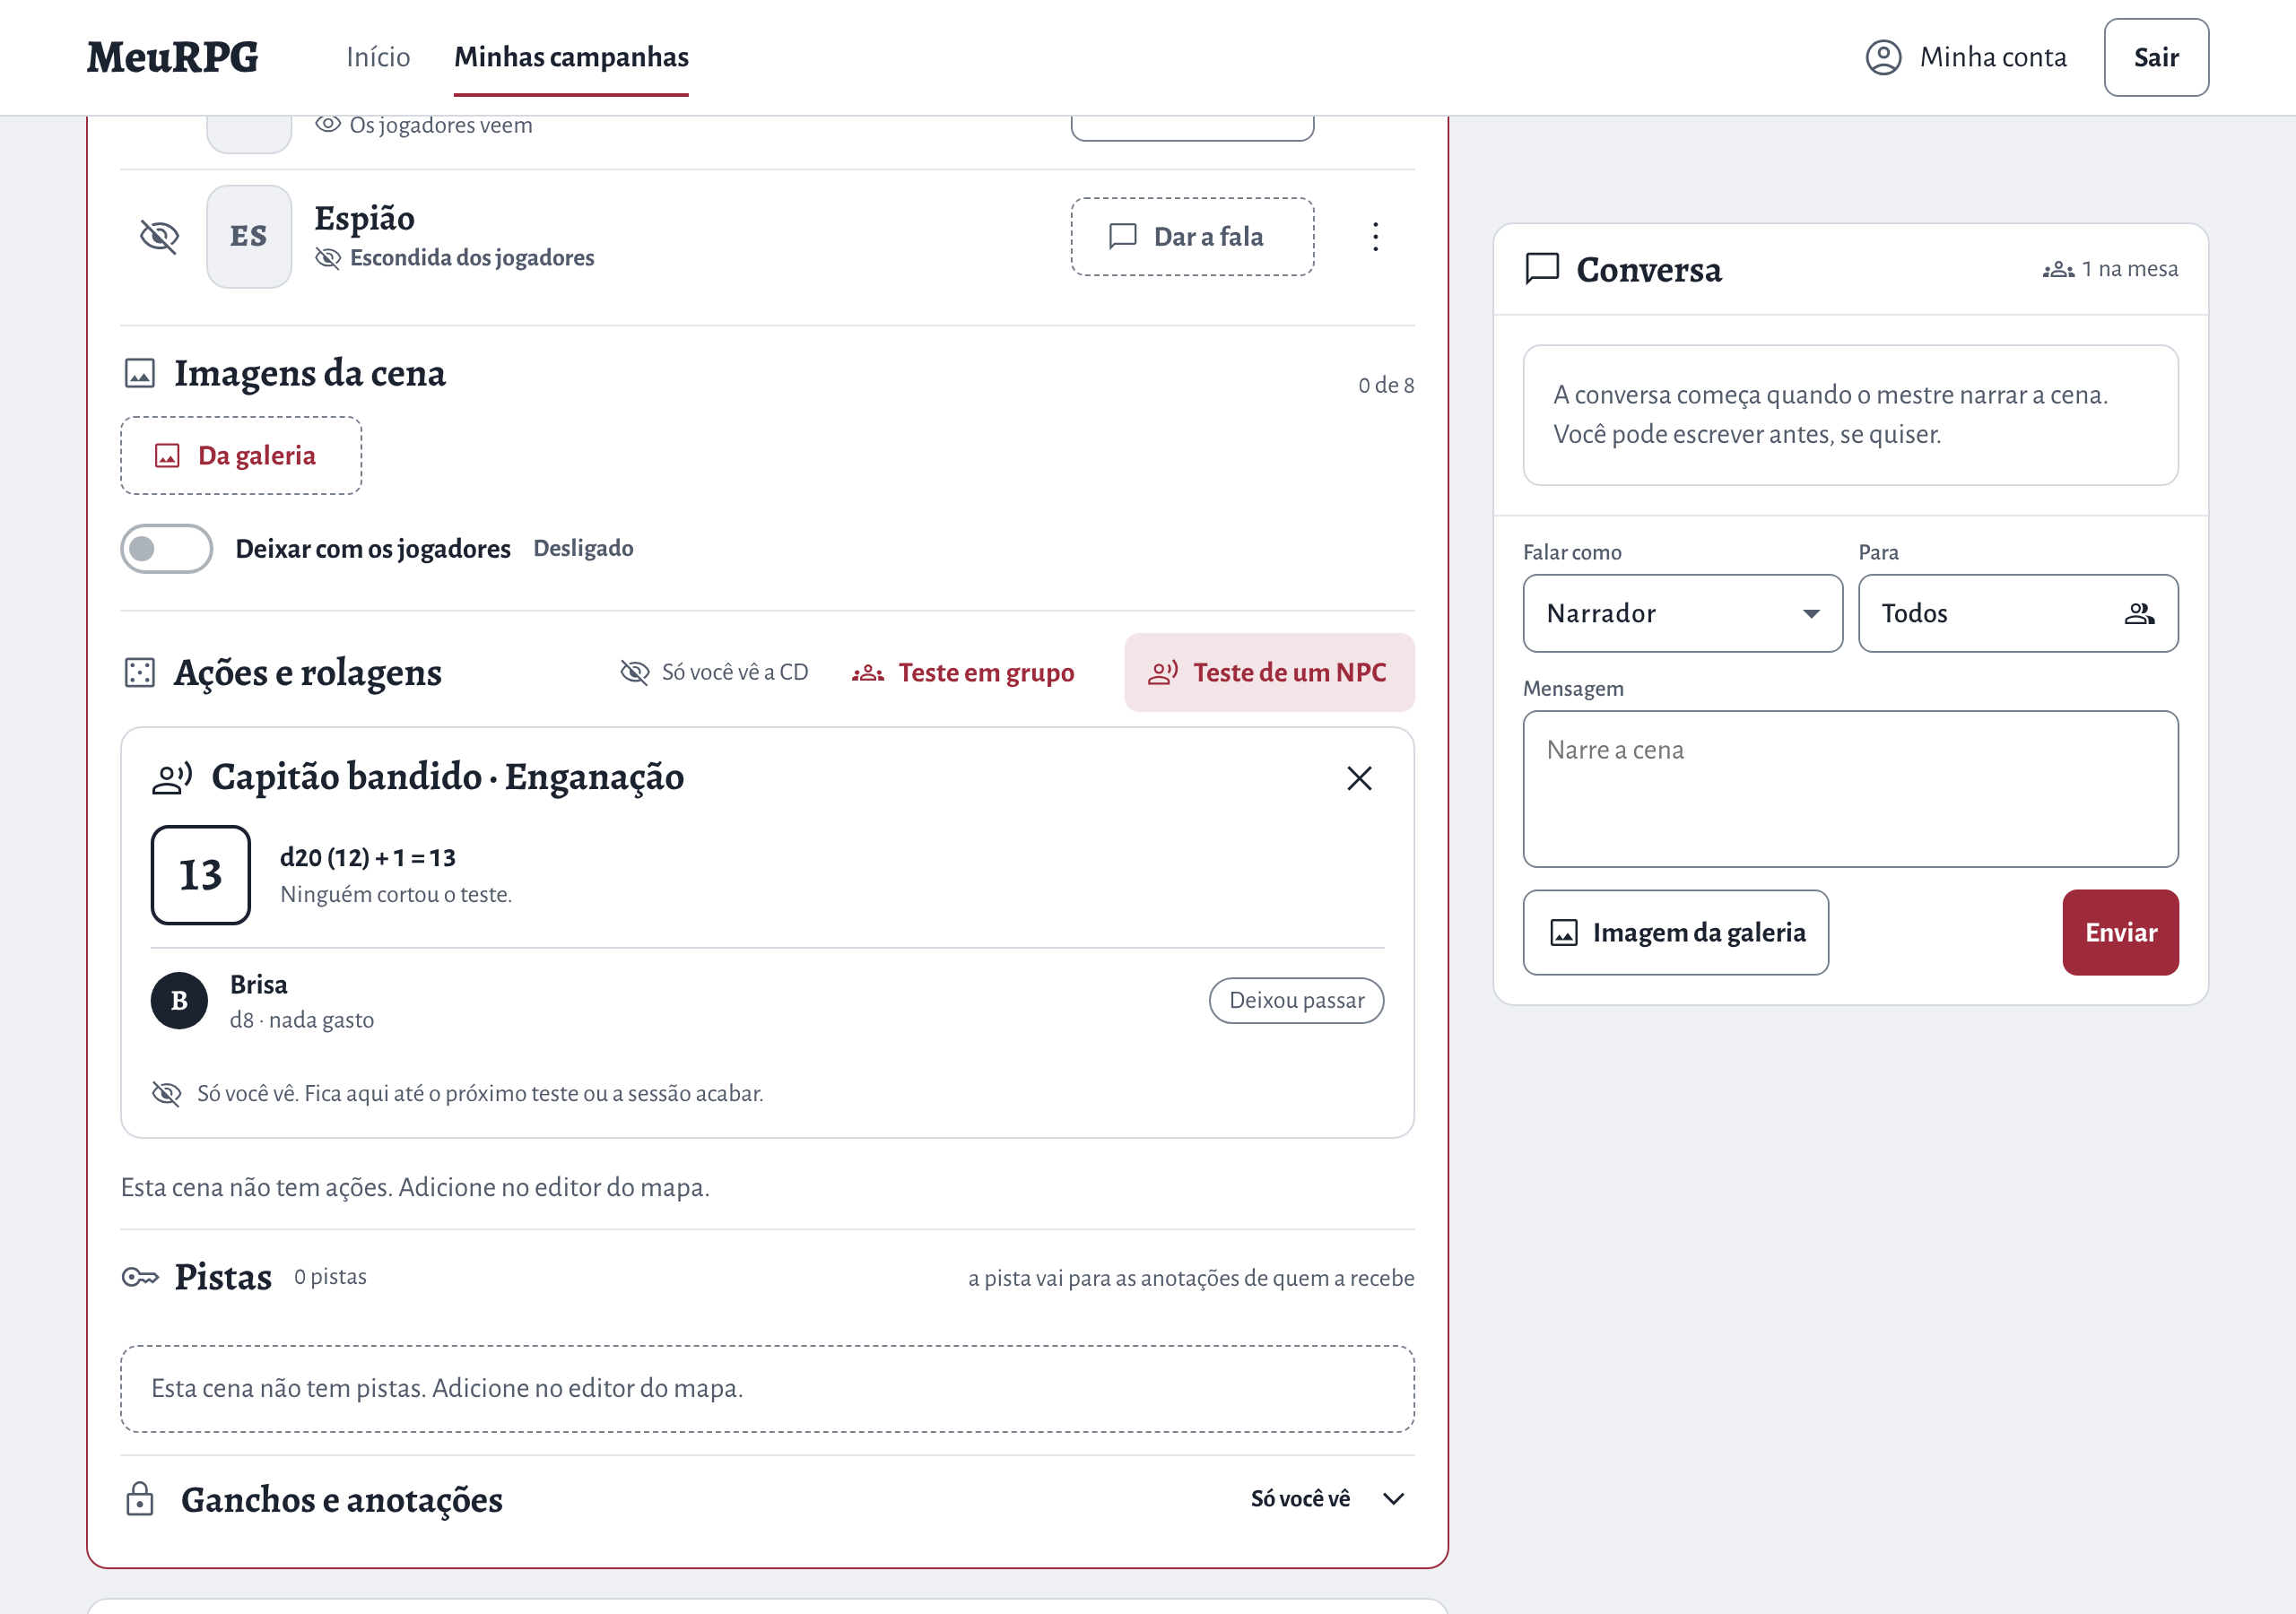 MeuRPG
Início
Minhas campanhas
Minha conta
Sair
Os jogadores veem
ES
Espião
Escondida dos jogadores
Dar a fala
Imagens da cena
0 de 8
Da galeria
Deixar com os jogadores
Desligado
Ações e rolagens
Só você vê a CD
Teste em grupo
Teste de um NPC
Capitão bandido · Enganação
13
d20 (12) + 1 = 13
Ninguém cortou o teste.
B
Brisa
d8 · nada gasto
Deixou passar
Só você vê. Fica aqui até o próximo teste ou a sessão acabar.
Esta cena não tem ações. Adicione no editor do mapa.
Pistas
0 pistas
a pista vai para as anotações de quem a recebe
Esta cena não tem pistas. Adicione no editor do mapa.
Ganchos e anotações
Só você vê
Conversa
1 na mesa
A conversa começa quando o mestre narrar a cena.
Você pode escrever antes, se quiser.
Falar como
Para
Narrador
Todos
Mensagem
Narre a cena
Imagem da galeria
Enviar